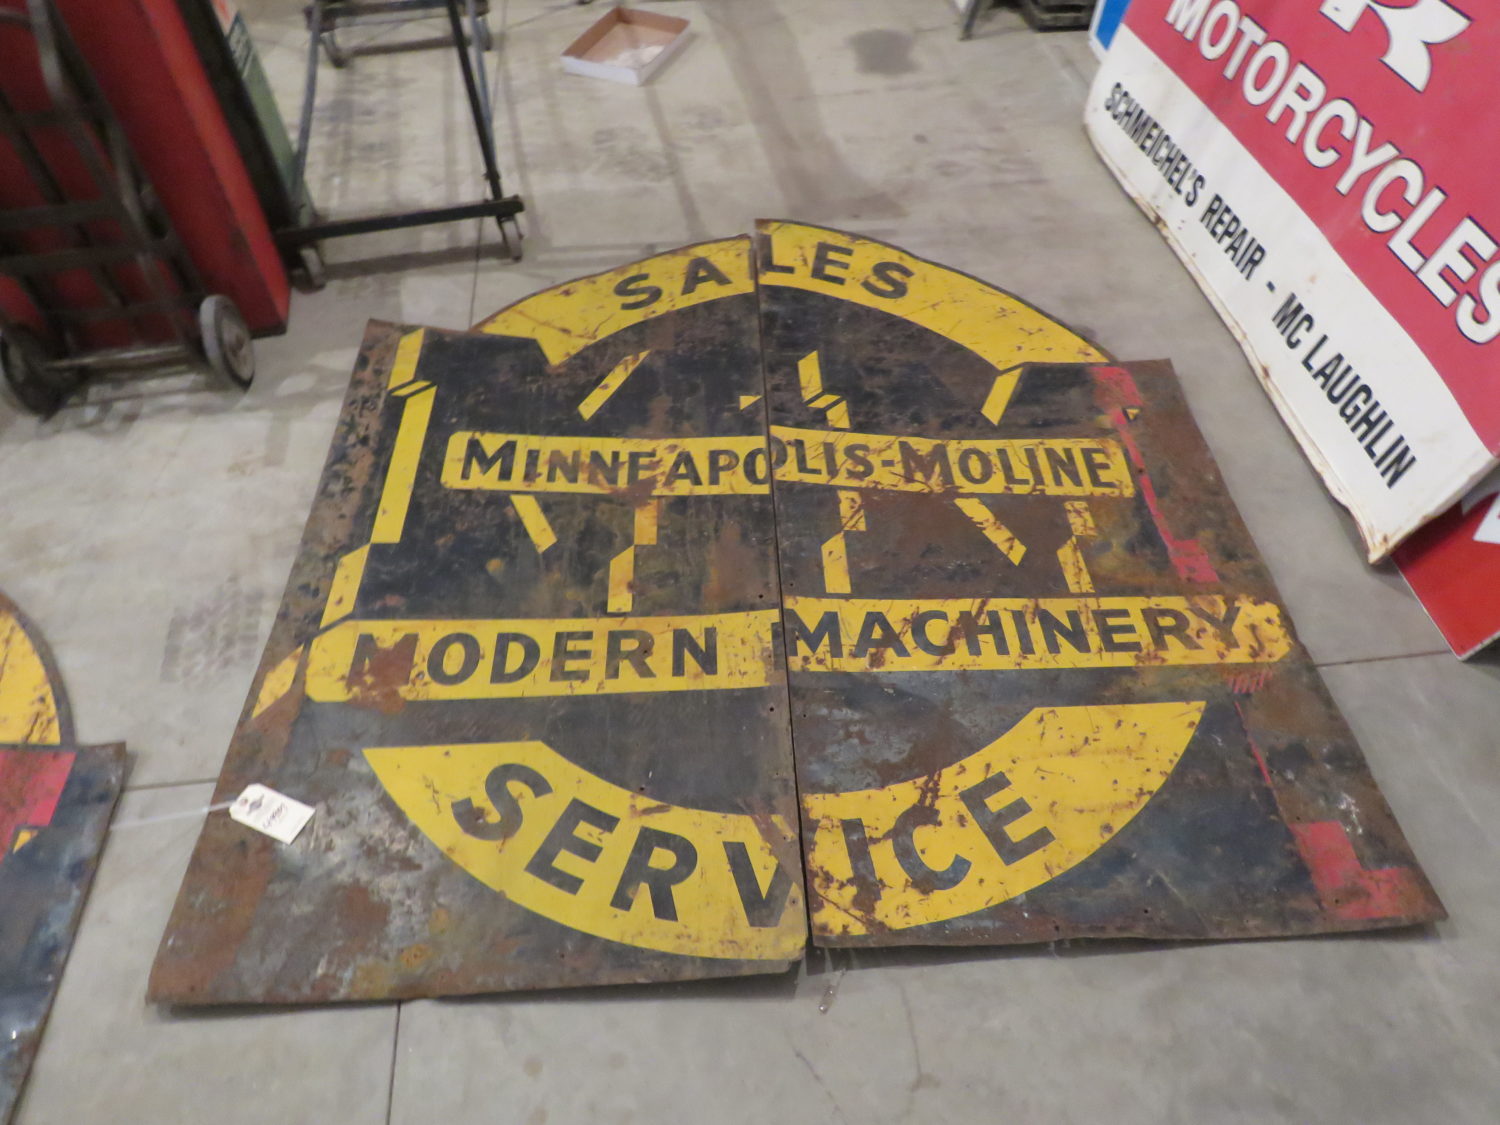 SALES
MINNEAPOLIS-MOLINE
MODERN MACHINERY
SERVICE
MOTORCYCLES
SCHMEICHEL'S REPAIR - MC LAUGHLIN